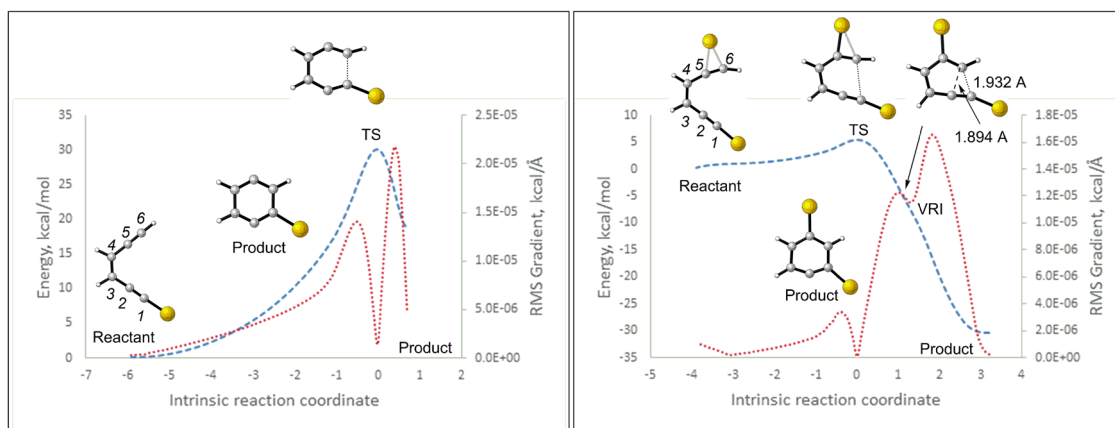 TS
6
5
4
3
2
1
Reactant
Product
Product
35
30
25
20
15
10
5
0
Energy, kcal/mol
2.5E-05
2.0E-05
1.5E-05
1.0E-05
5.0E-06
0.0E+00
RMS Gradient, kcal/Å
-7 -6 -5 -4 -3 -2 -1 0 1 2
Intrinsic reaction coordinate
4 5 6
3
2
1
Reactant
TS
1.932 A
1.894 A
VRI
Product
Product
10
5
0
-5
-10
-15
-20
-25
-30
-35
Energy, kcal/mol
1.8E-05
1.6E-05
1.4E-05
1.2E-05
1.0E-05
8.0E-06
6.0E-06
4.0E-06
2.0E-06
0.0E+00
RMS Gradient, kcal/Å
-5 -4 -3 -2 -1 0 1 2 3 4
Intrinsic reaction coordinate